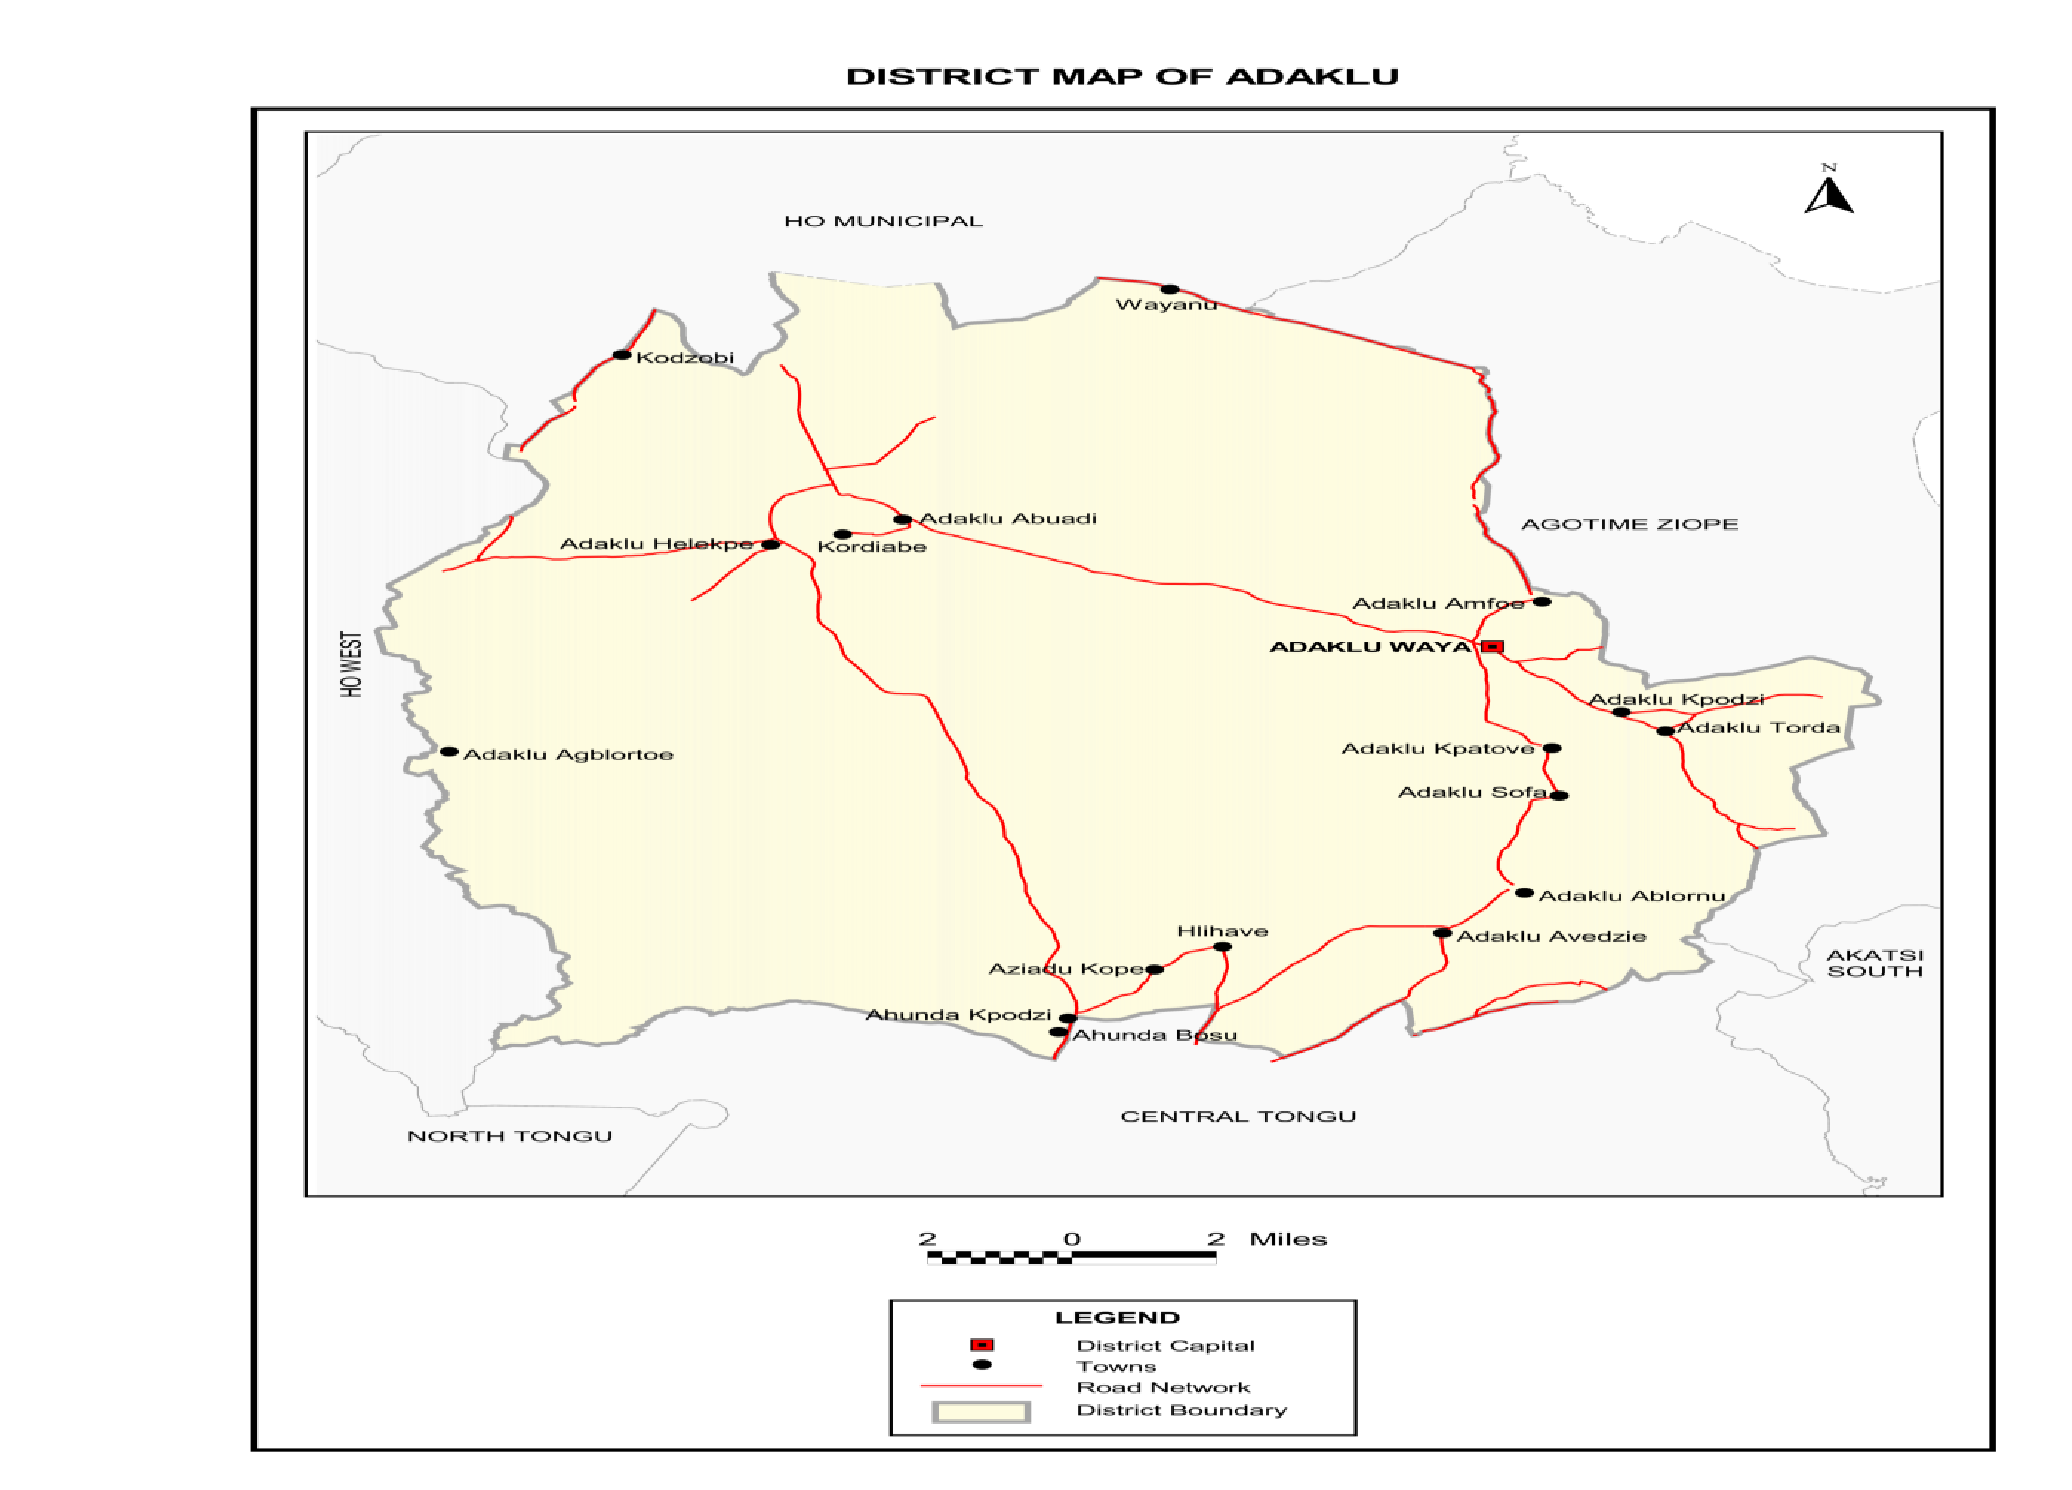 DISTRICT MAP OF ADAKLU
N
HO MUNICIPAL
Wayanu
Kodzobi
Adaklu Abuadi
AGOTIME ZIOPE
Adaklu Helekpe
Kordiabe
Adaklu Amfoe
ADAKLU WAYA
HO WEST
Adaklu Kpodzi
Adaklu Torda
Adaklu Kpatove
Adaklu Agblortoe
Adaklu Sofa
Adaklu Ablornu
Hlihave
Adaklu Avedzie
AKATSI
SOUTH
Aziadu Kope
Ahunda Kpodzi
Ahunda Bosu
CENTRAL TONGU
NORTH TONGU
2 0 2 Miles
LEGEND
District Capital
Towns
Road Network
District Boundary